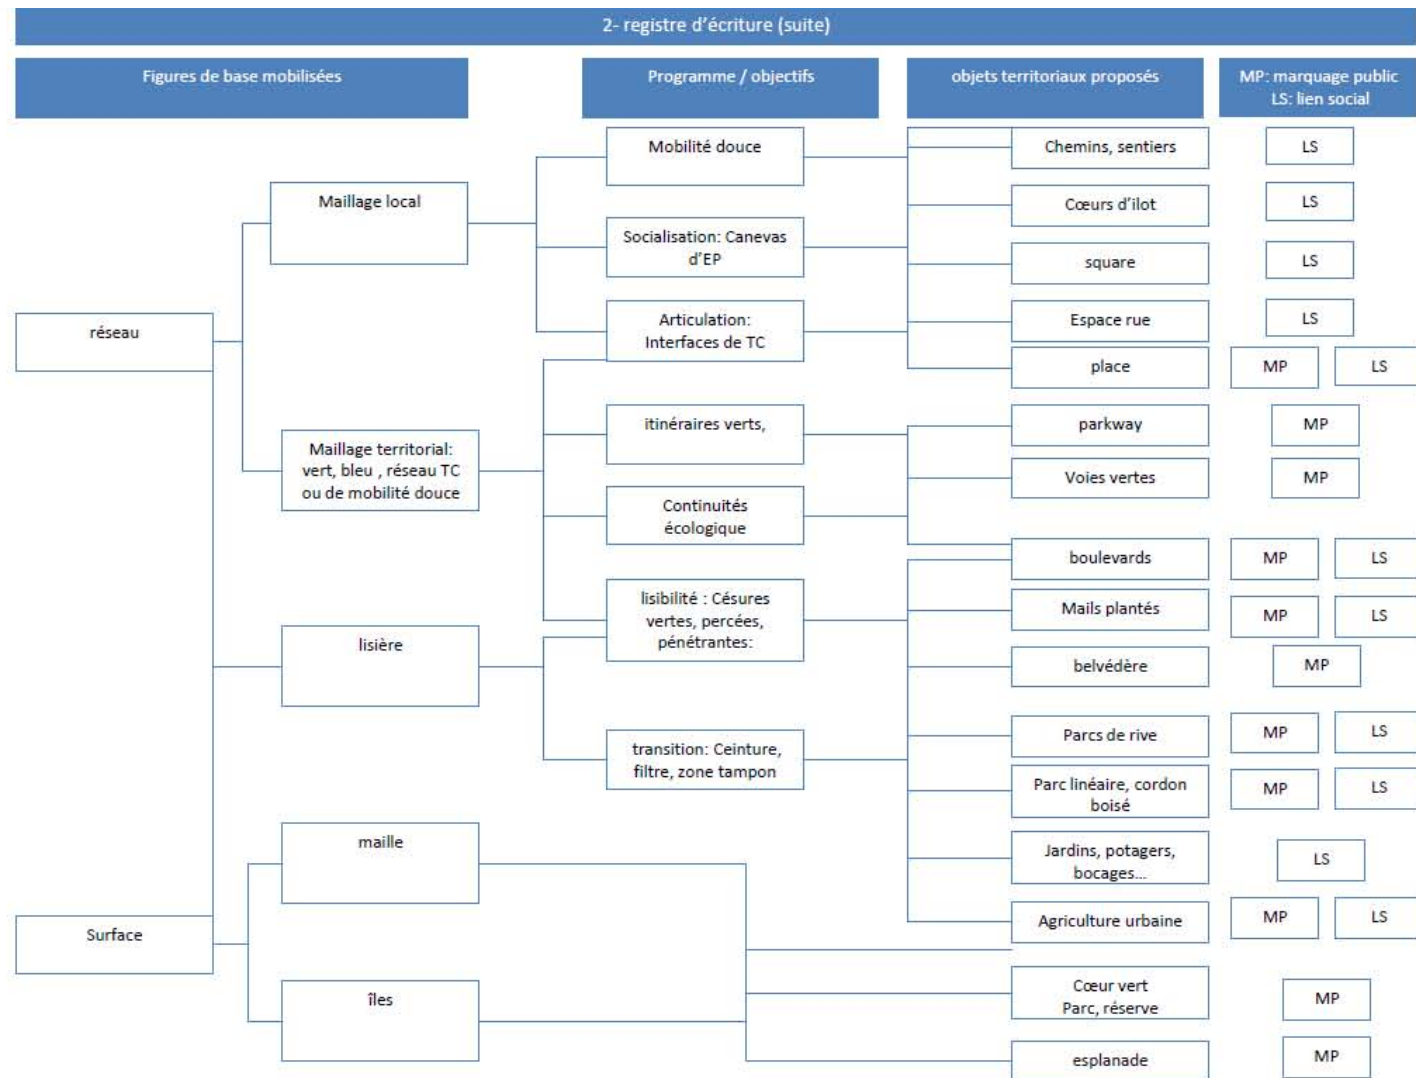 2- registre d'écriture (suite)
Figures de base mobilisées
Programme / objectifs
objets territoriaux proposés
MP: marquage public
LS: lien social
réseau
Surface
Maillage local
Maillage territorial:
vert, bleu , réseau TC
ou de mobilité douce
lisière
maille
îles
Mobilité douce
Socialisation: Canevas
d'EP
Articulation:
Interfaces de TC
itinéraires verts,
Continuités
écologique
lisibilité : Césures
vertes, percées,
pénétrantes:
transition: Ceinture,
filtre, zone tampon
Chemins, sentiers
LS
Cœurs d'ilot
LS
square
LS
Espace rue
LS
place
MP
LS
parkway
MP
Voies vertes
MP
boulevards
MP
LS
Mails plantés
MP
LS
belvédère
MP
Parcs de rive
MP
LS
Parc linéaire, cordon
boisé
MP
LS
Jardins, potagers,
bocages...
LS
Agriculture urbaine
MP
LS
Cœur vert
Parc, réserve
MP
esplanade
MP